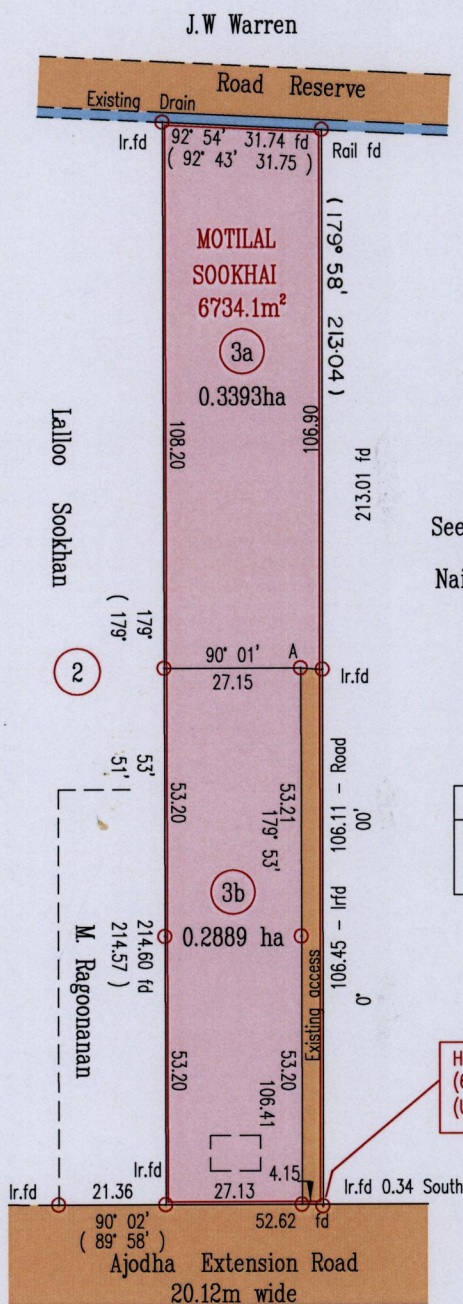 J.W Warren
Road Reserve
Existing Drain
Ir.fd
92° 54' 31.74 fd
( 92° 43' 31.75 )
Rail fd
MOTILAL
SOOKHAI
6734.1m²
3a
0.3393ha
( 179° 58' 213.04 )
108.20
106.90
213.01 fd
Lalloo Sookhan
See
Nai
179°
( 179°
90° 01'
A
27.15
Ir.fd
2
53'
51'
53.20
53.21
179° 53'
106.11 - Road
00'
3b
0.2889 ha
M. Ragoonanan
214.60 fd
214.57 )
Existing access
106.45 - Irfd
0°
53.20
53.20
106.41
H
(6
(U
Ir.fd
4.15
Ir.fd
21.36
27.13
Ir.fd 0.34 South
90° 02'
( 89° 58' )
52.62 fd
Ajodha Extension Road
20.12m wide